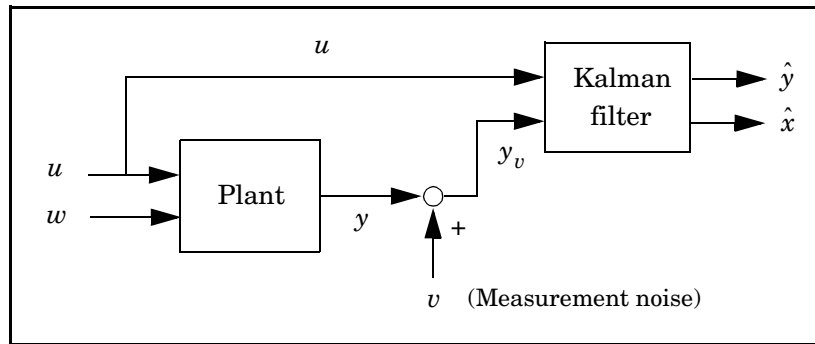 u
Kalman
filter
ŷ
x̂
y_v
u
w
Plant
y
+
v (Measurement noise)